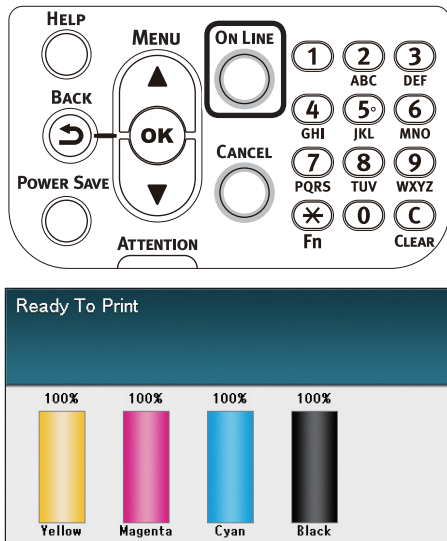 HELP
MENU
ON LINE
1 2 3
ABC DEF
BACK
OK
4 5 6
GHI JKL MNO
CANCEL
7 8 9
PQRS TUV WXYZ
POWER SAVE
0 C
Fn CLEAR
ATTENTION
Ready To Print
100% 100% 100% 100%
Yellow Magenta Cyan Black